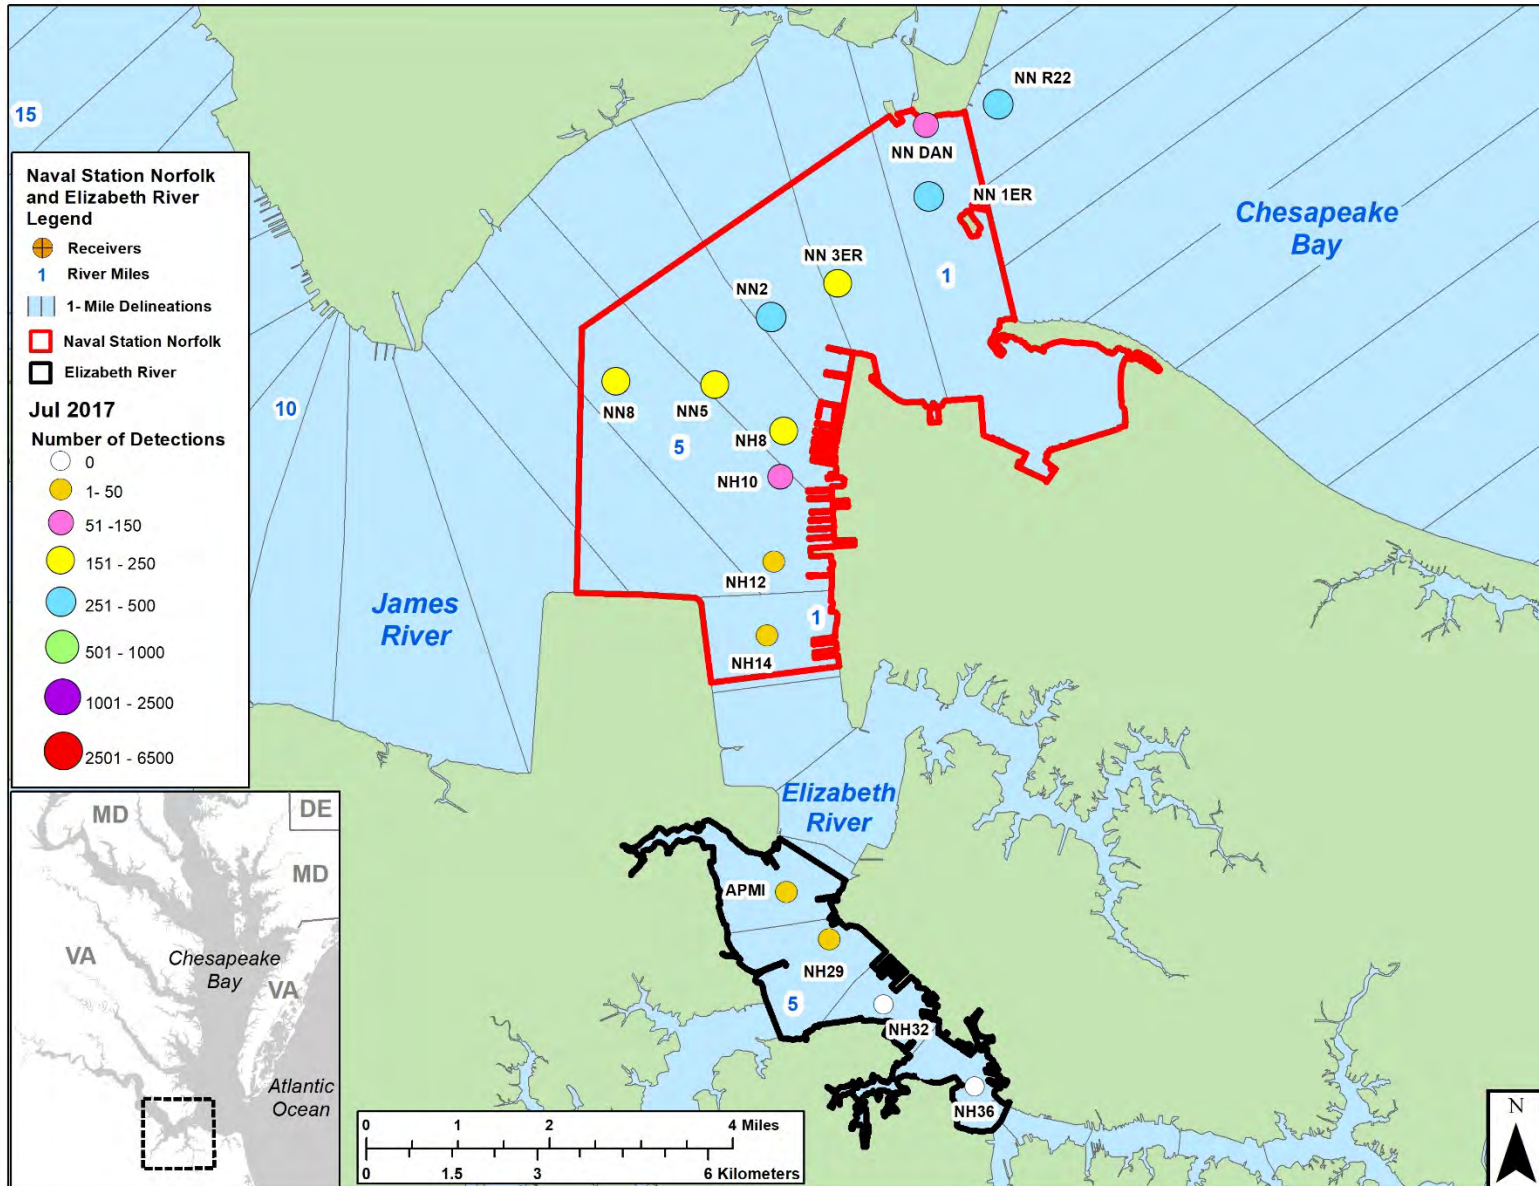 15
Naval Station Norfolk
and Elizabeth River
Legend
Receivers
1 River Miles
1- Mile Delineations
Naval Station Norfolk
Elizabeth River
Jul 2017
Number of Detections
0
1- 50
51 -150
151 - 250
251 - 500
501 - 1000
1001 - 2500
2501 - 6500
NN R22
NN DAN
NN 1ER
Chesapeake
Bay
1
NN 3ER
NN2
NN8
NN5
NH8
5
NH10
10
NH12
James
River
1
NH14
Elizabeth
River
APMI
NH29
5
NH32
NH36
MD
DE
MD
VA
Chesapeake
Bay
VA
Atlantic
Ocean
0 1 2 4 Miles
0 1.5 3 6 Kilometers
N